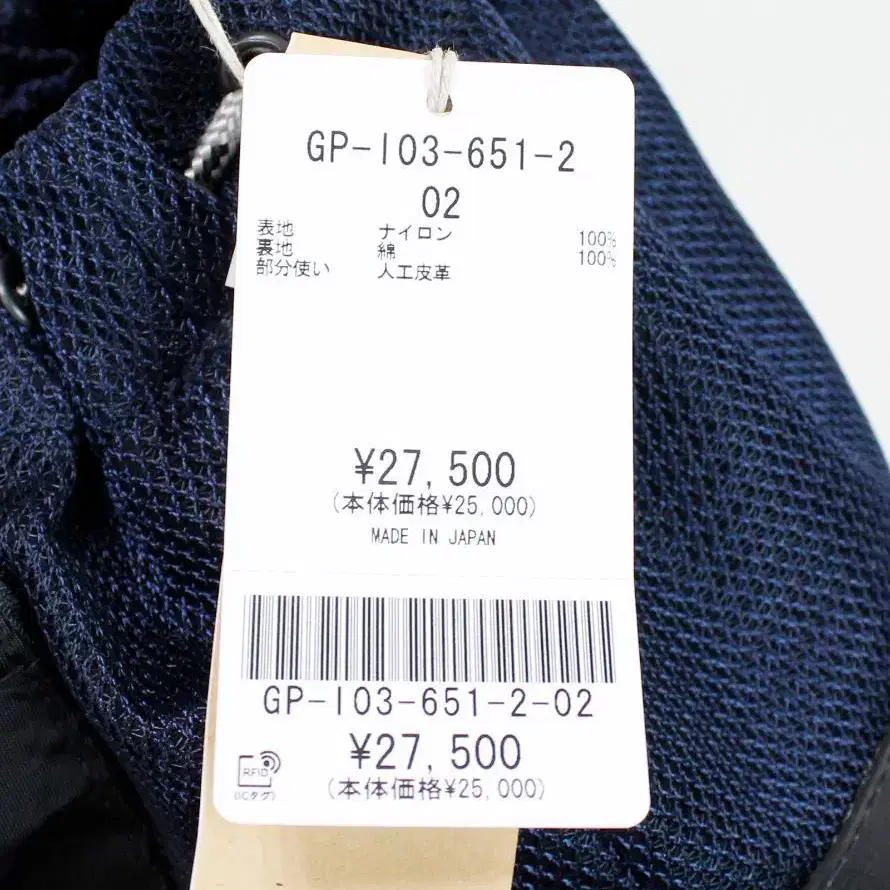 GP-I03-651-2
02
表地 ナイロン 100%
裏地 綿 100%
部分使い 人工皮革
¥27,500
(本体価格¥25,000)
MADE IN JAPAN
GP-I03-651-2-02
¥27,500
(本体価格¥25,000)
RFID
(ICタグ)